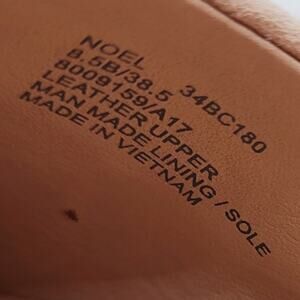 NOEL 34BC180
8.5B/38.5
8009159/A17
LEATHER UPPER
MAN MADE LINING / SOLE
MADE IN VIETNAM